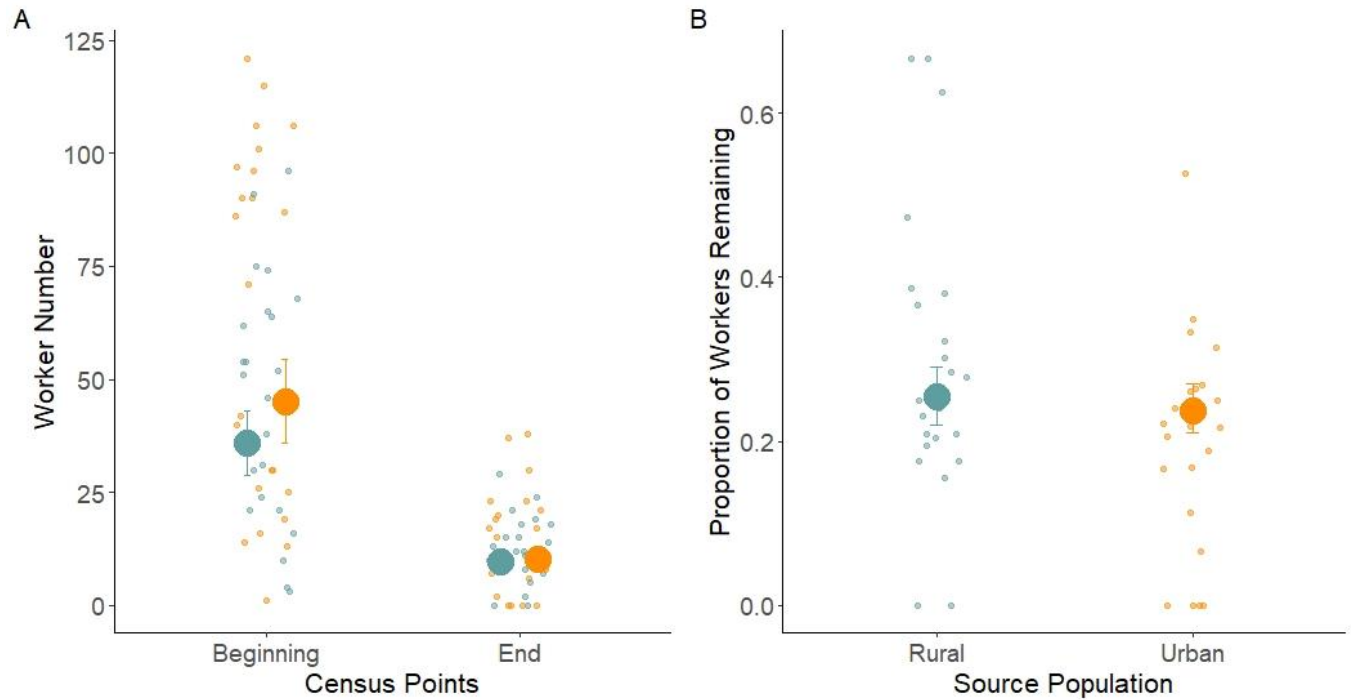 A
125
100
75
50
25
0
Worker Number
Beginning
End
Census Points
B
0.6
0.4
0.2
0.0
Proportion of Workers Remaining
Rural
Urban
Source Population